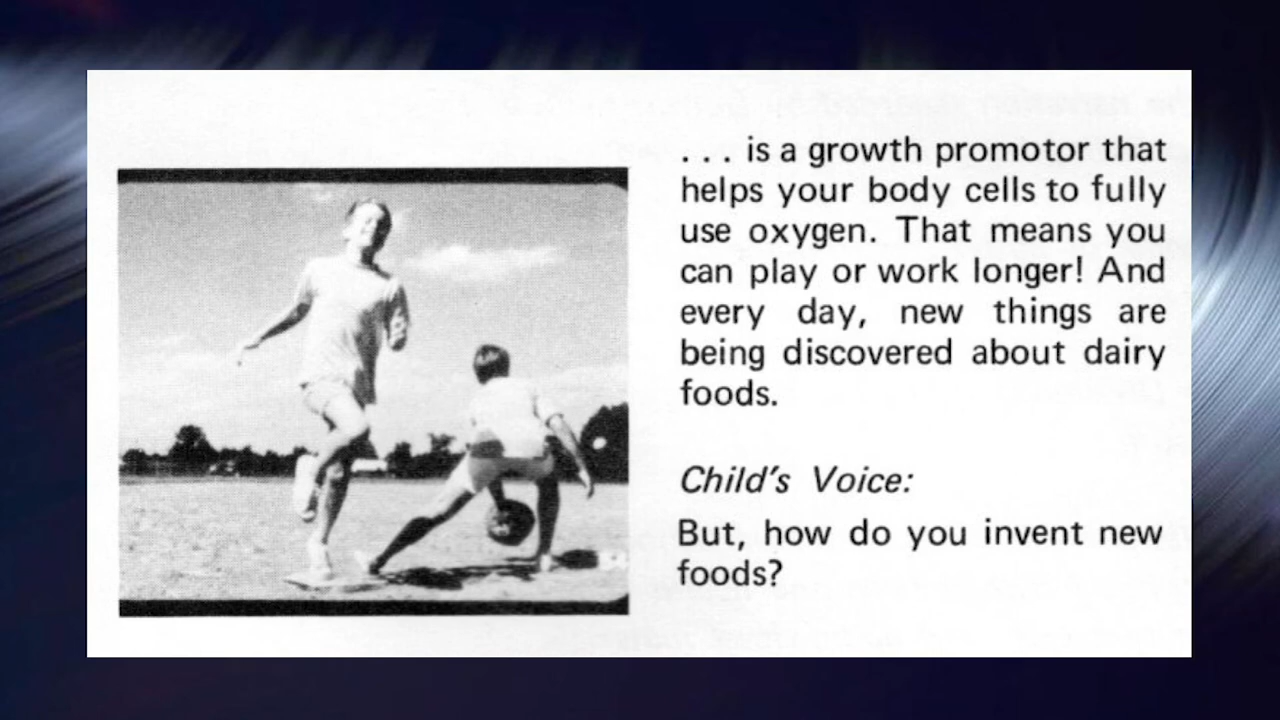 . . . is a growth promotor that
helps your body cells to fully
use oxygen. That means you
can play or work longer! And
every day, new things are
being discovered about dairy
foods.
Child's Voice:
But, how do you invent new
foods?